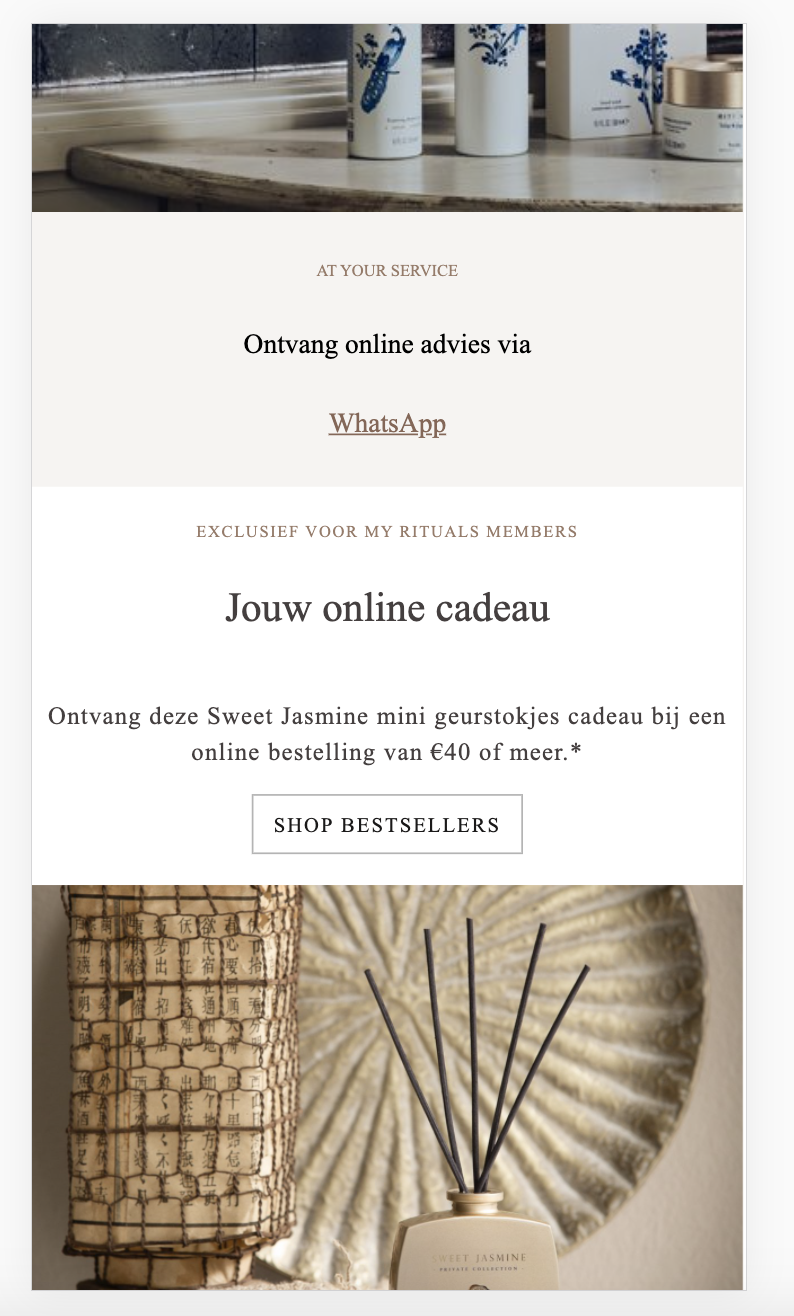 AT YOUR SERVICE
Ontvang online advies via
WhatsApp
EXCLUSIEF VOOR MY RITUALS MEMBERS
Jouw online cadeau
Ontvang deze Sweet Jasmine mini geurstokjes cadeau bij een
online bestelling van €40 of meer.*
SHOP BESTSELLERS
SWEET JASMINE
PRIVATE COLLECTION